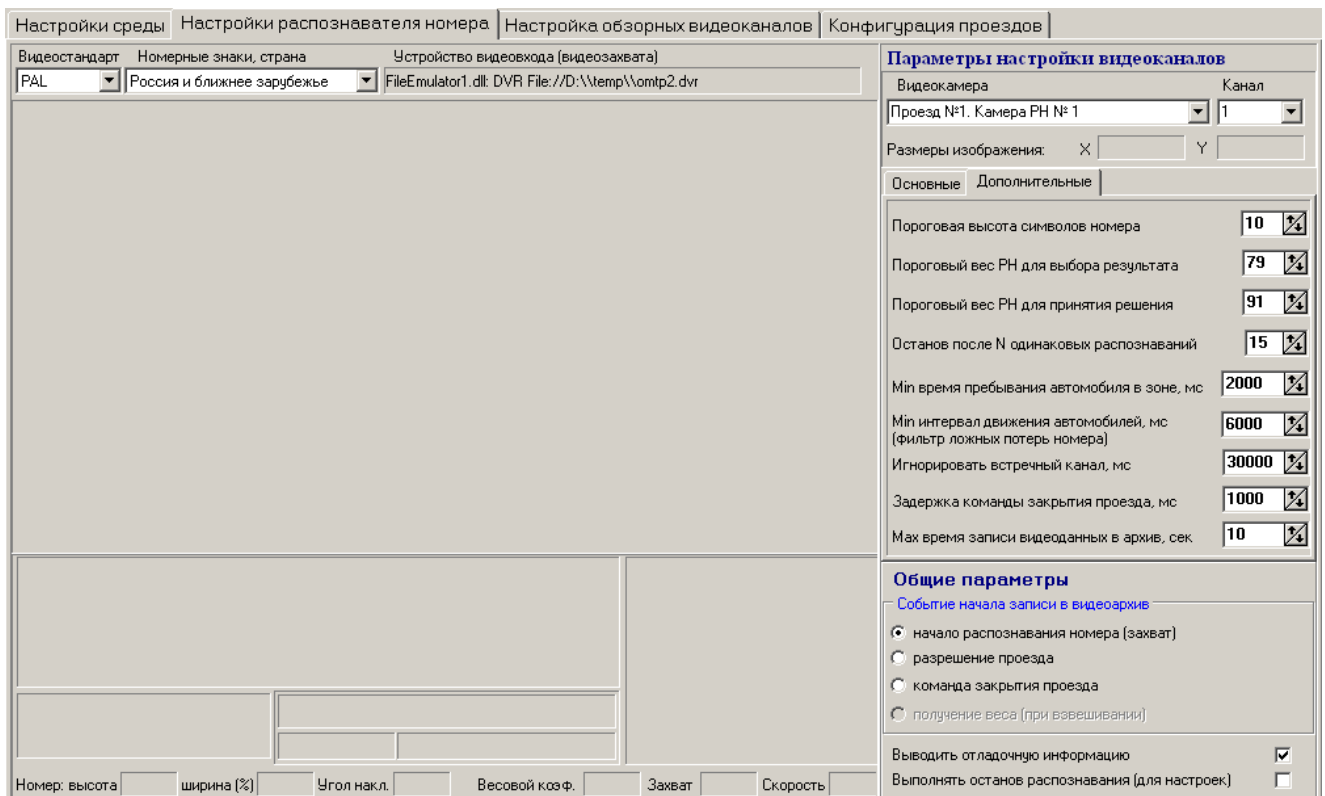 Настройки среды Настройки распознавателя номера Настройка обзорных видеоканалов Конфигурация проездов
Видеостандарт Номерные знаки, страна Устройство видеовхода (видеозахвата)
PAL Россия и ближнее зарубежье FileEmulator1.dll: DVR File://D:\\temp\\omtp2.dvr
Параметры настройки видеоканалов
Видеокамера Канал
Проезд №1. Камера РН № 1 1
Размеры изображения: X Y
Основные Дополнительные
Пороговая высота символов номера 10
Пороговый вес РН для выбора результата 79
Пороговый вес РН для принятия решения 91
Останов после N одинаковых распознаваний 15
Min время пребывания автомобиля в зоне, мс 2000
Min интервал движения автомобилей, мс 6000
(фильтр ложных потерь номера)
Игнорировать встречный канал, мс 30000
Задержка команды закрытия проезда, мс 1000
Max время записи видеоданных в архив, сек 10
Общие параметры
Событие начала записи в видеоархив
начало распознавания номера (захват)
разрешение проезда
команда закрытия проезда
получение веса (при взвешивании)
Выводить отладочную информацию
Выполнять останов распознавания (для настроек)
Номер: высота ширина (%) Угол накл. Весовой коэф. Захват Скорость